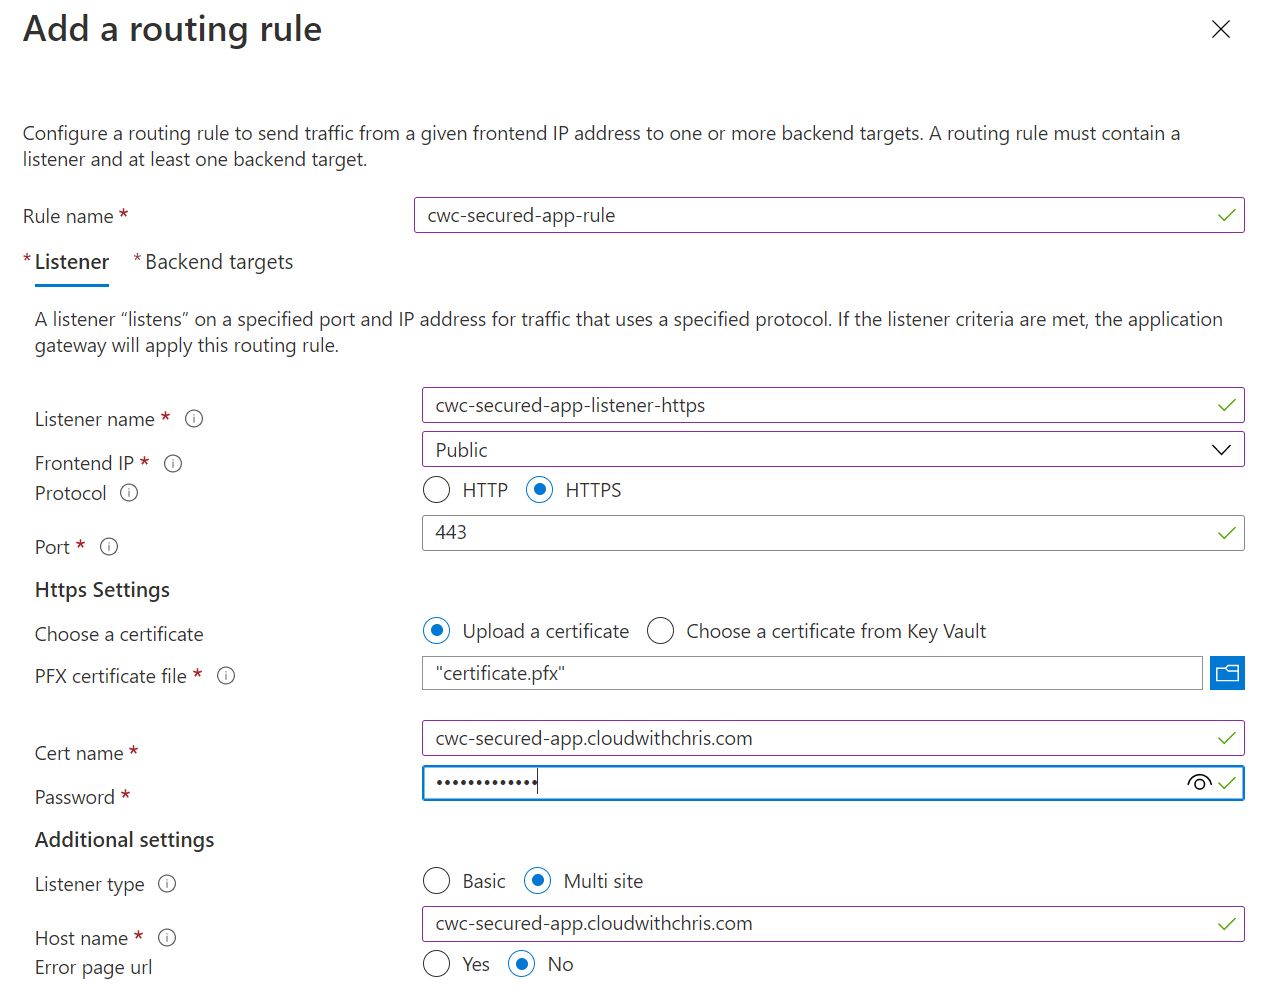 Add a routing rule
Configure a routing rule to send traffic from a given frontend IP address to one or more backend targets. A routing rule must contain a
listener and at least one backend target.
Rule name *
cwc-secured-app-rule
* Listener * Backend targets
A listener “listens” on a specified port and IP address for traffic that uses a specified protocol. If the listener criteria are met, the application
gateway will apply this routing rule.
Listener name *
cwc-secured-app-listener-https
Frontend IP *
Public
Protocol
HTTP HTTPS
Port *
443
Https Settings
Choose a certificate
Upload a certificate Choose a certificate from Key Vault
PFX certificate file *
"certificate.pfx"
Cert name *
cwc-secured-app.cloudwithchris.com
Password *
•••••••••••••
Additional settings
Listener type
Basic Multi site
Host name *
cwc-secured-app.cloudwithchris.com
Error page url
Yes No